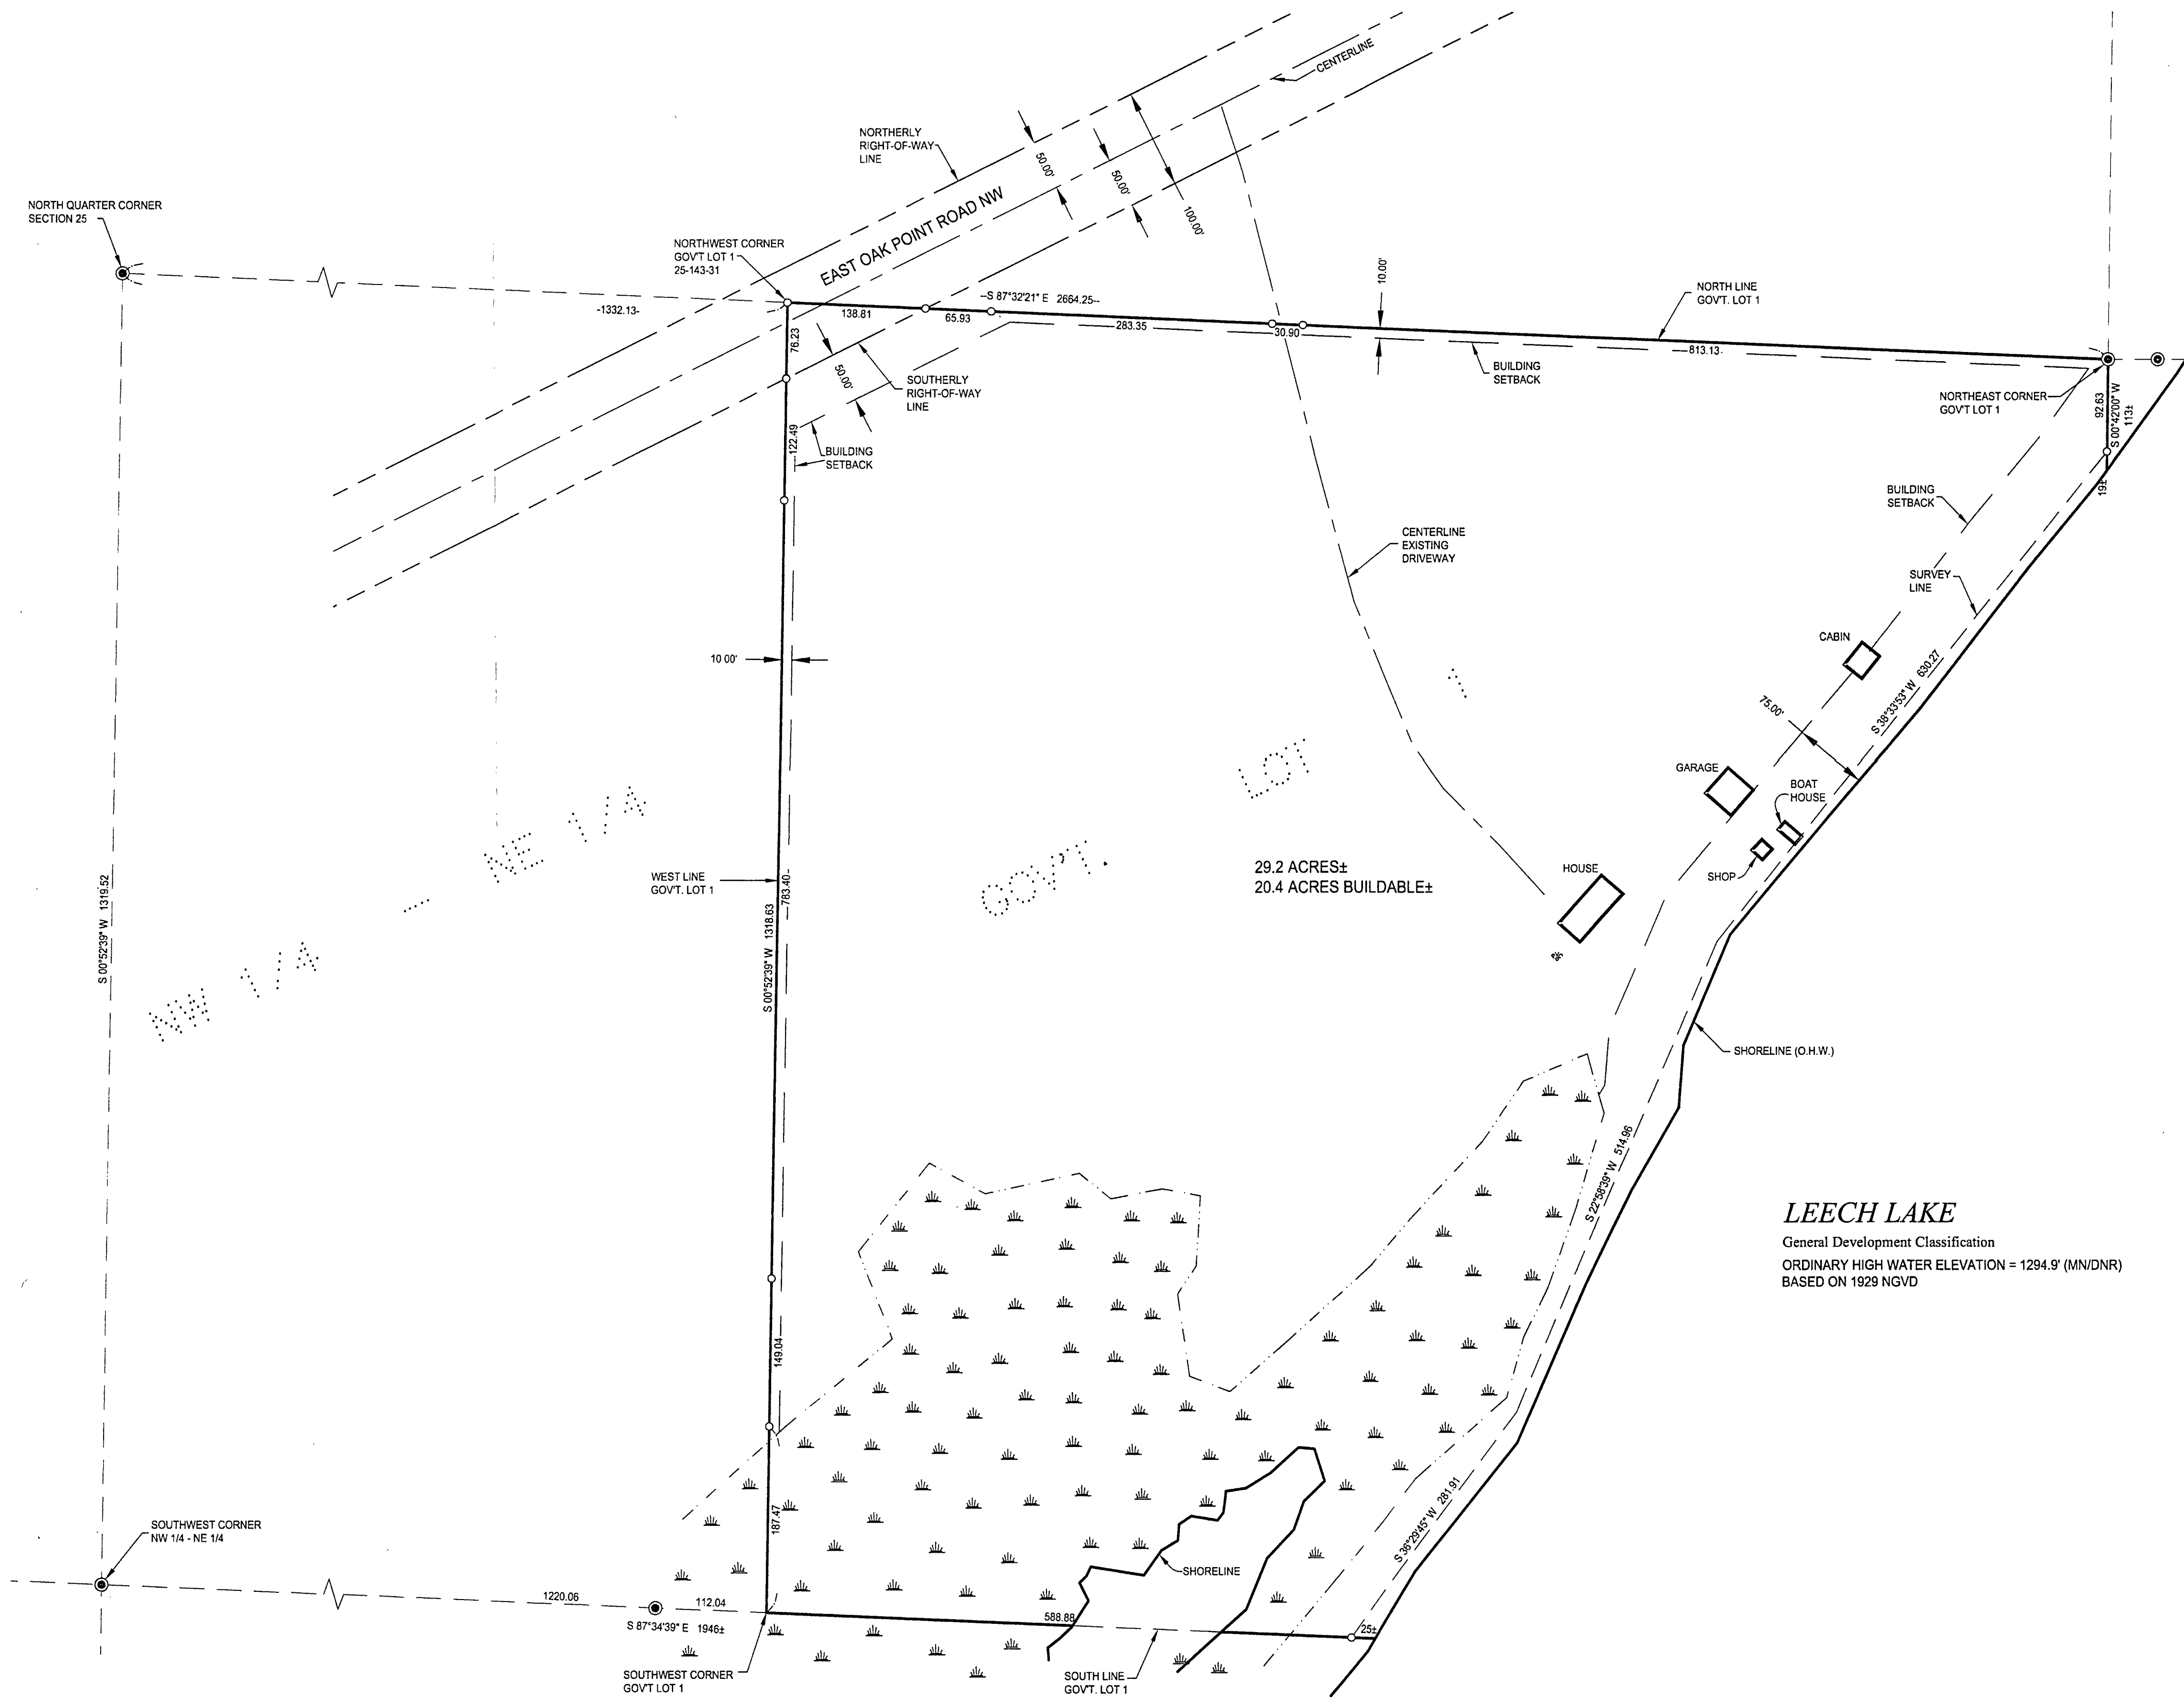 CENTERLINE
NORTHERLY
RIGHT-OF-WAY
LINE
50.00'
50.00'
100.00'
EAST OAK POINT ROAD NW
NORTH QUARTER CORNER
SECTION 25
NORTHWEST CORNER
GOV'T LOT 1
25-143-31
-1332.13-
138.81
65.93
--S 87°32'21" E 2664.25--
283.35
30.90
10.00'
NORTH LINE
GOV'T. LOT 1
813.13
BUILDING
SETBACK
NORTHEAST CORNER
GOV'T LOT 1
92.63
S 00°42'00" W
113±
19±
76.23
50.00'
SOUTHERLY
RIGHT-OF-WAY
LINE
122.49
BUILDING
SETBACK
BUILDING
SETBACK
CENTERLINE
EXISTING
DRIVEWAY
SURVEY
LINE
CABIN
10 00'
S 38°33'53" W 630.27
75.00'
GARAGE
BOAT
HOUSE
SHOP
HOUSE
NW 1/4 - NE 1/4
GOVT. LOT 1
29.2 ACRES±
20.4 ACRES BUILDABLE±
WEST LINE
GOV'T. LOT 1
783.40
S 00°52'39" W 1318.63
S 00°52'39" W 1319.52
SHORELINE (O.H.W.)
S 22°58'39" W 514.96
LEECH LAKE
General Development Classification
ORDINARY HIGH WATER ELEVATION = 1294.9' (MN/DNR)
BASED ON 1929 NGVD
149.04
187.47
S 36°29'45" W 281.91
SHORELINE
SOUTHWEST CORNER
NW 1/4 - NE 1/4
1220.06
112.04
S 87°34'39" E 1946±
588.88
25±
SOUTHWEST CORNER
GOV'T LOT 1
SOUTH LINE
GOV'T. LOT 1